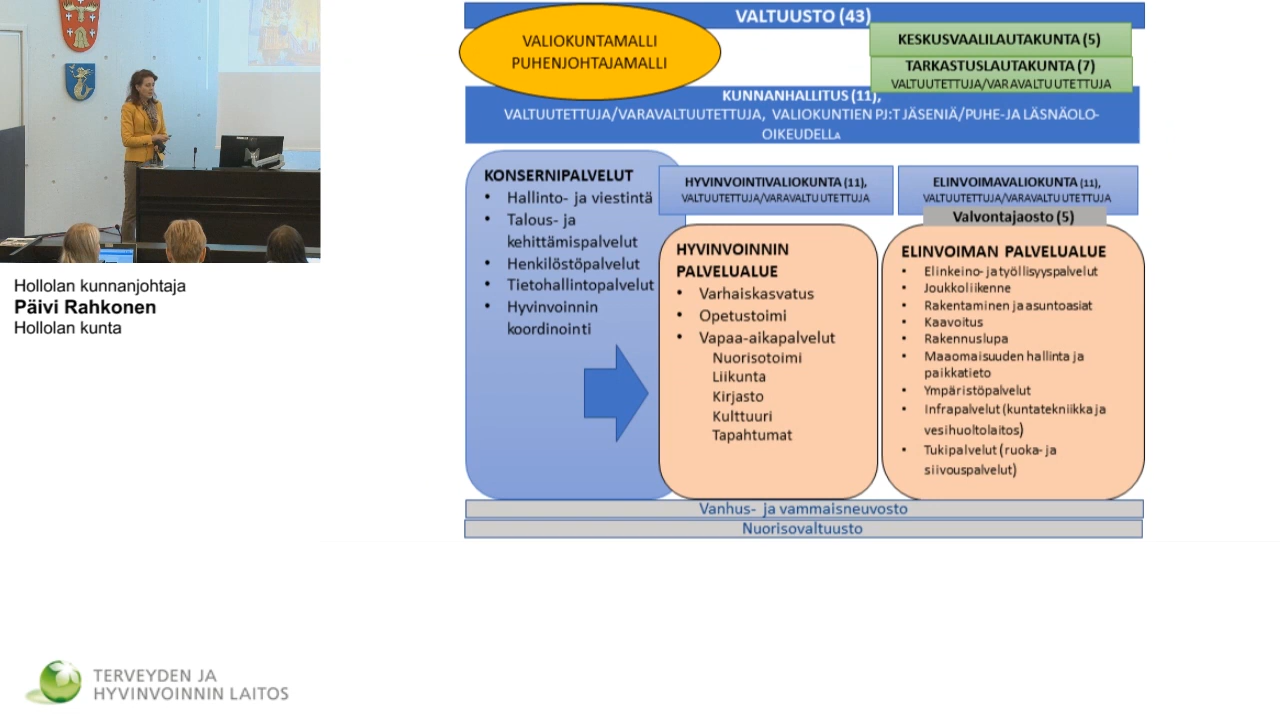 Hollolan kunnanjohtaja
Päivi Rahkonen
Hollolan kunta
TERVEYDEN JA
HYVINVOINNIN LAITOS
VALTUUSTO (43)
VALIOKUNTAMALLI
PUHENJOHTAJAMALLI
KESKUSVAALILAUTAKUNTA (5)
TARKASTUSLAUTAKUNTA (7)
VALTUUTETTUJA/VARAVALTUUTETTUJA
KUNNANHALLITUS (11),
VALTUUTETTUJA/VARAVALTUUTETTUJA, VALIOKUNTIEN PJ:T JÄSENIÄ/PUHE-JA LÄSNÄOLO-
OIKEUDELLA
KONSERNIPALVELUT
• Hallinto- ja viestintä
• Talous- ja
kehittämispalvelut
• Henkilöstöpalvelut
• Tietohallintopalvelut
• Hyvinvoinnin
koordinointi
HYVINVOINTIVALIOKUNTA (11),
VALTUUTETTUJA/VARAVALTUUTETTUJA
HYVINVOINNIN
PALVELUALUE
• Varhaiskasvatus
• Opetustoimi
• Vapaa-aikapalvelut
Nuorisotoimi
Liikunta
Kirjasto
Kulttuuri
Tapahtumat
ELINVOIMAVALIOKUNTA (11),
VALTUUTETTUJA/VARAVALTUUTETTUJA
Valvontajaosto (5)
ELINVOIMAN PALVELUALUE
• Elinkeino- ja työllisyyspalvelut
• Joukkoliikenne
• Rakentaminen ja asuntoasiat
• Kaavoitus
• Rakennuslupa
• Maaomaisuuden hallinta ja
paikkatieto
• Ympäristöpalvelut
• Infrapalvelut (kuntatekniikka ja
vesihuoltolaitos)
• Tukipalvelut (ruoka- ja
siivouspalvelut)
Vanhus- ja vammaisneuvosto
Nuorisovaltuusto